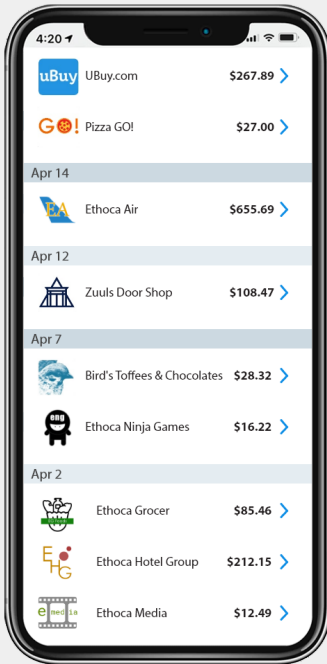 4:20
uBuy UBuy.com $267.89
GO! Pizza GO! $27.00
Apr 14
EA Ethoca Air $655.69
Apr 12
Zuuls Door Shop $108.47
Apr 7
Bird's Toffees & Chocolates $28.32
eng Ethoca Ninja Games $16.22
Apr 2
Ethoca Grocer $85.46
EHG Ethoca Hotel Group $212.15
e media Ethoca Media $12.49